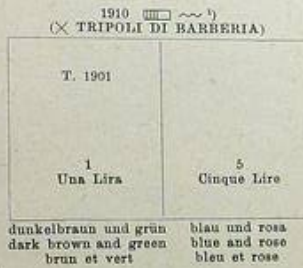 1910 ¹)
(× TRIPOLI DI BARBERIA)
T. 1901
1
Una Lira
5
Cinque Lire
dunkelbraun und grün
dark brown and green
brun et vert
blau und rosa
blue and rose
bleu et rose